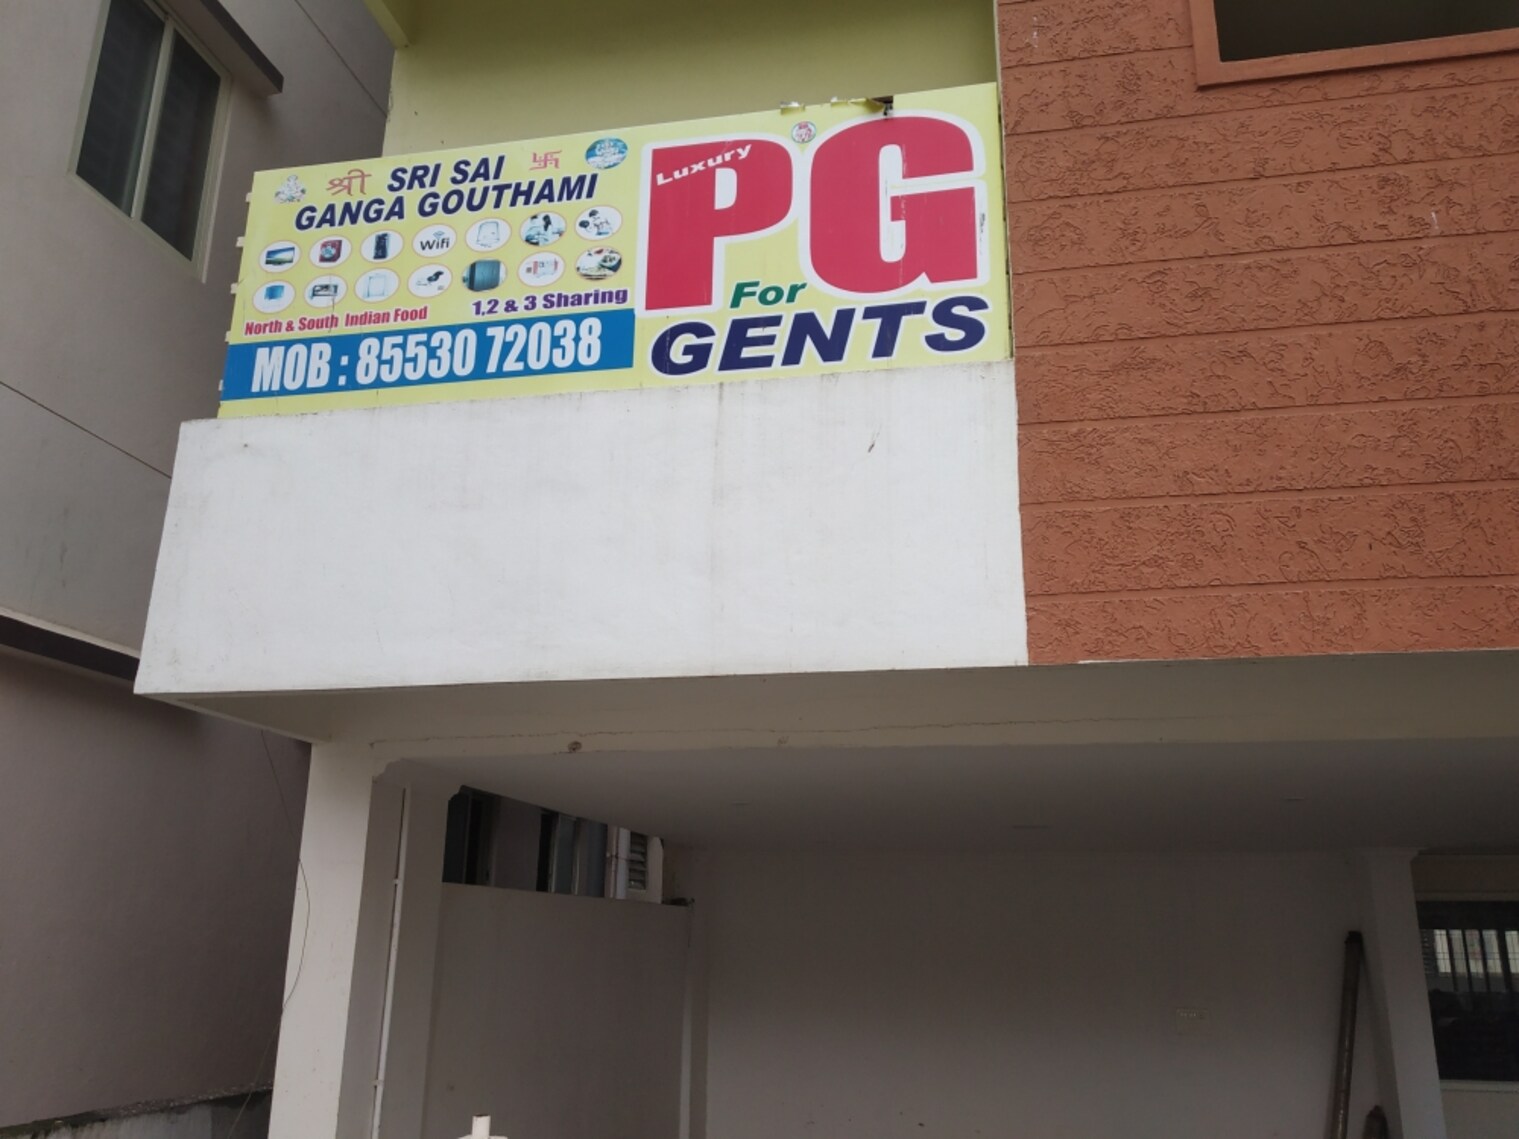 श्री SRI SAI
GANGA GOUTHAMI
Wifi
North & South Indian Food
1,2 & 3 Sharing
MOB : 85530 72038
Luxury
PG
For
GENTS